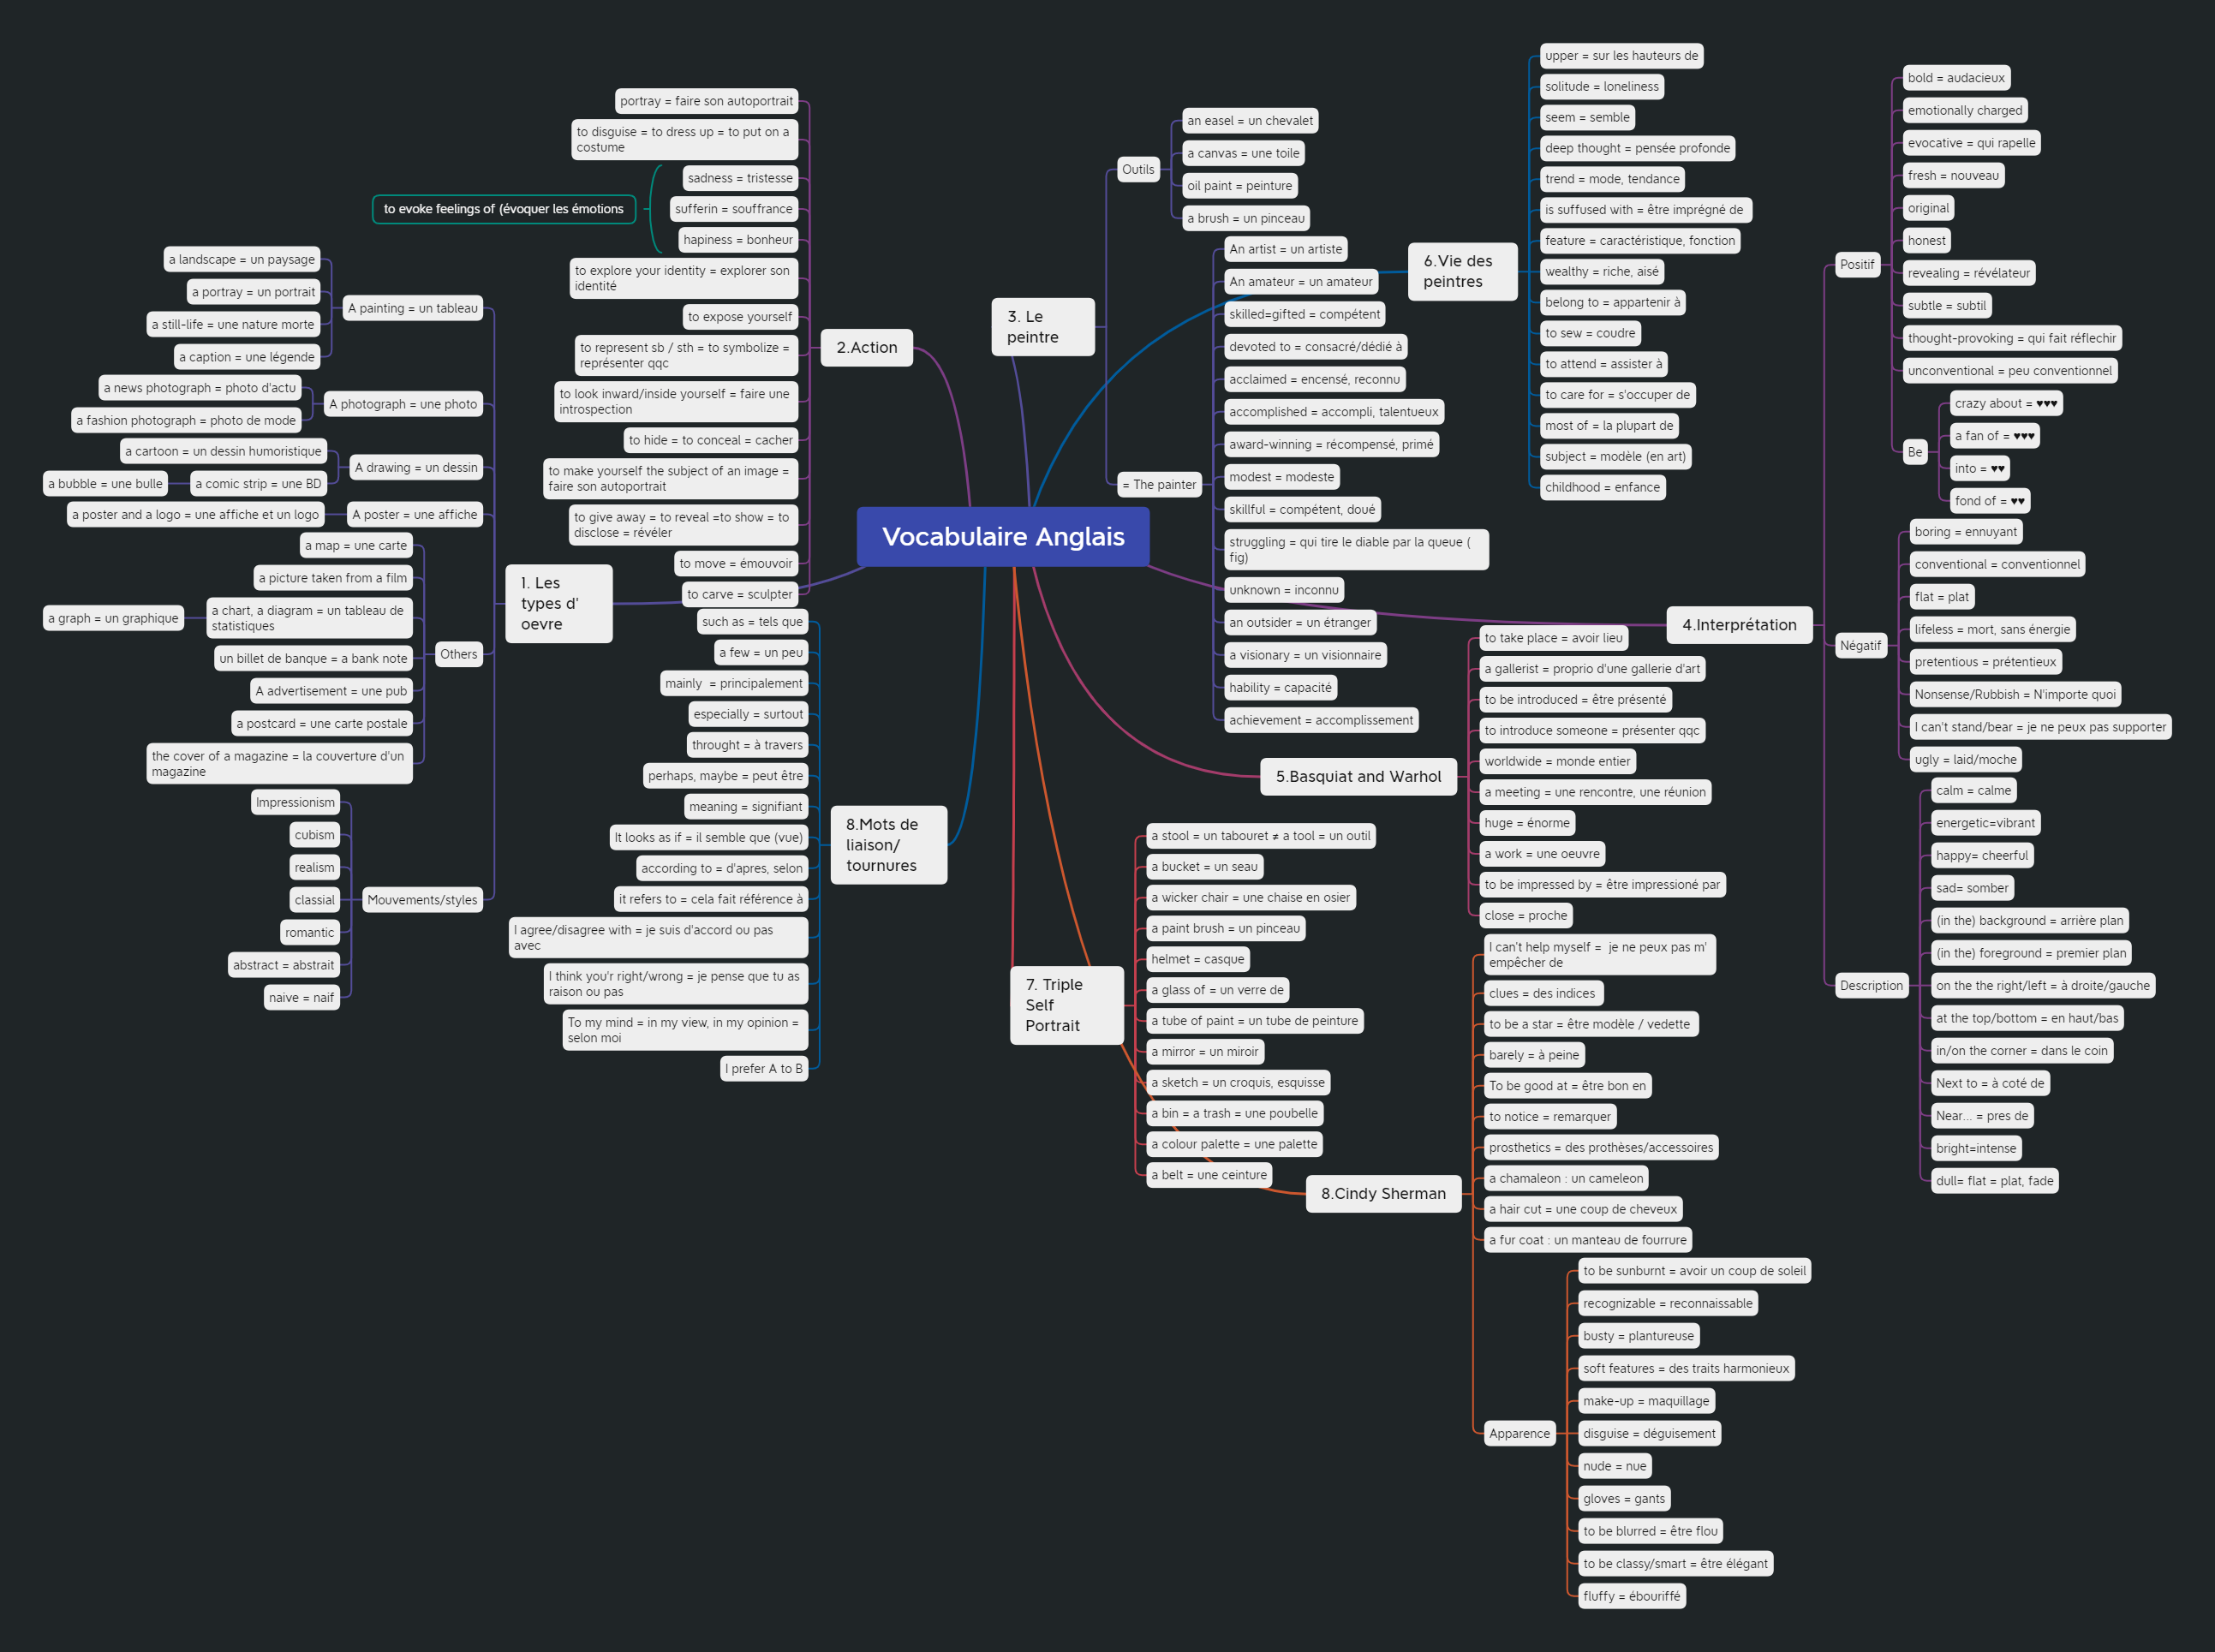 Vocabulaire Anglais
1. Les
types d'
oevre
A painting = un tableau
a landscape = un paysage
a portray = un portrait
a still-life = une nature morte
a caption = une légende
A photograph = une photo
a news photograph = photo d'actu
a fashion photograph = photo de mode
A drawing = un dessin
a cartoon = un dessin humoristique
a comic strip = une BD
a bubble = une bulle
A poster = une affiche
a poster and a logo = une affiche et un logo
Others
a map = une carte
a picture taken from a film
a chart, a diagram = un tableau de
statistiques
a graph = un graphique
un billet de banque = a bank note
A advertisement = une pub
a postcard = une carte postale
the cover of a magazine = la couverture d'un
magazine
Mouvements/styles
Impressionism
cubism
realism
classial
romantic
abstract = abstrait
naive = naif
2.Action
portray = faire son autoportrait
to disguise = to dress up = to put on a
costume
to evoke feelings of (évoquer les émotions
sadness = tristesse
sufferin = souffrance
hapiness = bonheur
to explore your identity = explorer son
identité
to expose yourself
to represent sb / sth = to symbolize =
représenter qqc
to look inward/inside yourself = faire une
introspection
to hide = to conceal = cacher
to make yourself the subject of an image =
faire son autoportrait
to give away = to reveal =to show = to
disclose = révéler
to move = émouvoir
to carve = sculpter
3. Le
peintre
Outils
an easel = un chevalet
a canvas = une toile
oil paint = peinture
a brush = un pinceau
= The painter
An artist = un artiste
An amateur = un amateur
skilled=gifted = compétent
devoted to = consacré/dédié à
acclaimed = encensé, reconnu
accomplished = accompli, talentueux
award-winning = récompensé, primé
modest = modeste
skillful = compétent, doué
struggling = qui tire le diable par la queue (
fig)
unknown = inconnu
an outsider = un étranger
a visionary = un visionnaire
hability = capacité
achievement = accomplissement
4.Interprétation
Positif
bold = audacieux
emotionally charged
evocative = qui rapelle
fresh = nouveau
original
honest
revealing = révélateur
subtle = subtil
thought-provoking = qui fait réflechir
unconventional = peu conventionnel
Be
crazy about = ♥♥♥
a fan of = ♥♥♥
into = ♥♥
fond of = ♥♥
Négatif
boring = ennuyant
conventional = conventionnel
flat = plat
lifeless = mort, sans énergie
pretentious = prétentieux
Nonsense/Rubbish = N'importe quoi
I can't stand/bear = je ne peux pas supporter
ugly = laid/moche
Description
calm = calme
energetic=vibrant
happy= cheerful
sad= somber
(in the) background = arrière plan
(in the) foreground = premier plan
on the the right/left = à droite/gauche
at the top/bottom = en haut/bas
in/on the corner = dans le coin
Next to = à coté de
Near... = pres de
bright=intense
dull= flat = plat, fade
5.Basquiat and Warhol
to take place = avoir lieu
a gallerist = proprio d'une gallerie d'art
to be introduced = être présenté
to introduce someone = présenter qqc
worldwide = monde entier
a meeting = une rencontre, une réunion
huge = énorme
a work = une oeuvre
to be impressed by = être impressioné par
close = proche
6.Vie des
peintres
upper = sur les hauteurs de
solitude = loneliness
seem = semble
deep thought = pensée profonde
trend = mode, tendance
is suffused with = être imprégné de
feature = caractéristique, fonction
wealthy = riche, aisé
belong to = appartenir à
to sew = coudre
to attend = assister à
to care for = s'occuper de
most of = la plupart de
subject = modèle (en art)
childhood = enfance
7. Triple
Self
Portrait
a stool = un tabouret ≠ a tool = un outil
a bucket = un seau
a wicker chair = une chaise en osier
a paint brush = un pinceau
helmet = casque
a glass of = un verre de
a tube of paint = un tube de peinture
a mirror = un miroir
a sketch = un croquis, esquisse
a bin = a trash = une poubelle
a colour palette = une palette
a belt = une ceinture
8.Cindy Sherman
I can't help myself = je ne peux pas m'
empêcher de
clues = des indices
to be a star = être modèle / vedette
barely = à peine
To be good at = être bon en
to notice = remarquer
prosthetics = des prothèses/accessoires
a chamaleon : un cameleon
a hair cut = une coup de cheveux
a fur coat : un manteau de fourrure
Apparence
to be sunburnt = avoir un coup de soleil
recognizable = reconnaissable
busty = plantureuse
soft features = des traits harmonieux
make-up = maquillage
disguise = déguisement
nude = nue
gloves = gants
to be blurred = être flou
to be classy/smart = être élégant
fluffy = ébouriffé
8.Mots de
liaison/
tournures
such as = tels que
a few = un peu
mainly = principalement
especially = surtout
throught = à travers
perhaps, maybe = peut être
meaning = signifiant
It looks as if = il semble que (vue)
according to = d'apres, selon
it refers to = cela fait référence à
I agree/disagree with = je suis d'accord ou pas
avec
I think you'r right/wrong = je pense que tu as
raison ou pas
To my mind = in my view, in my opinion =
selon moi
I prefer A to B